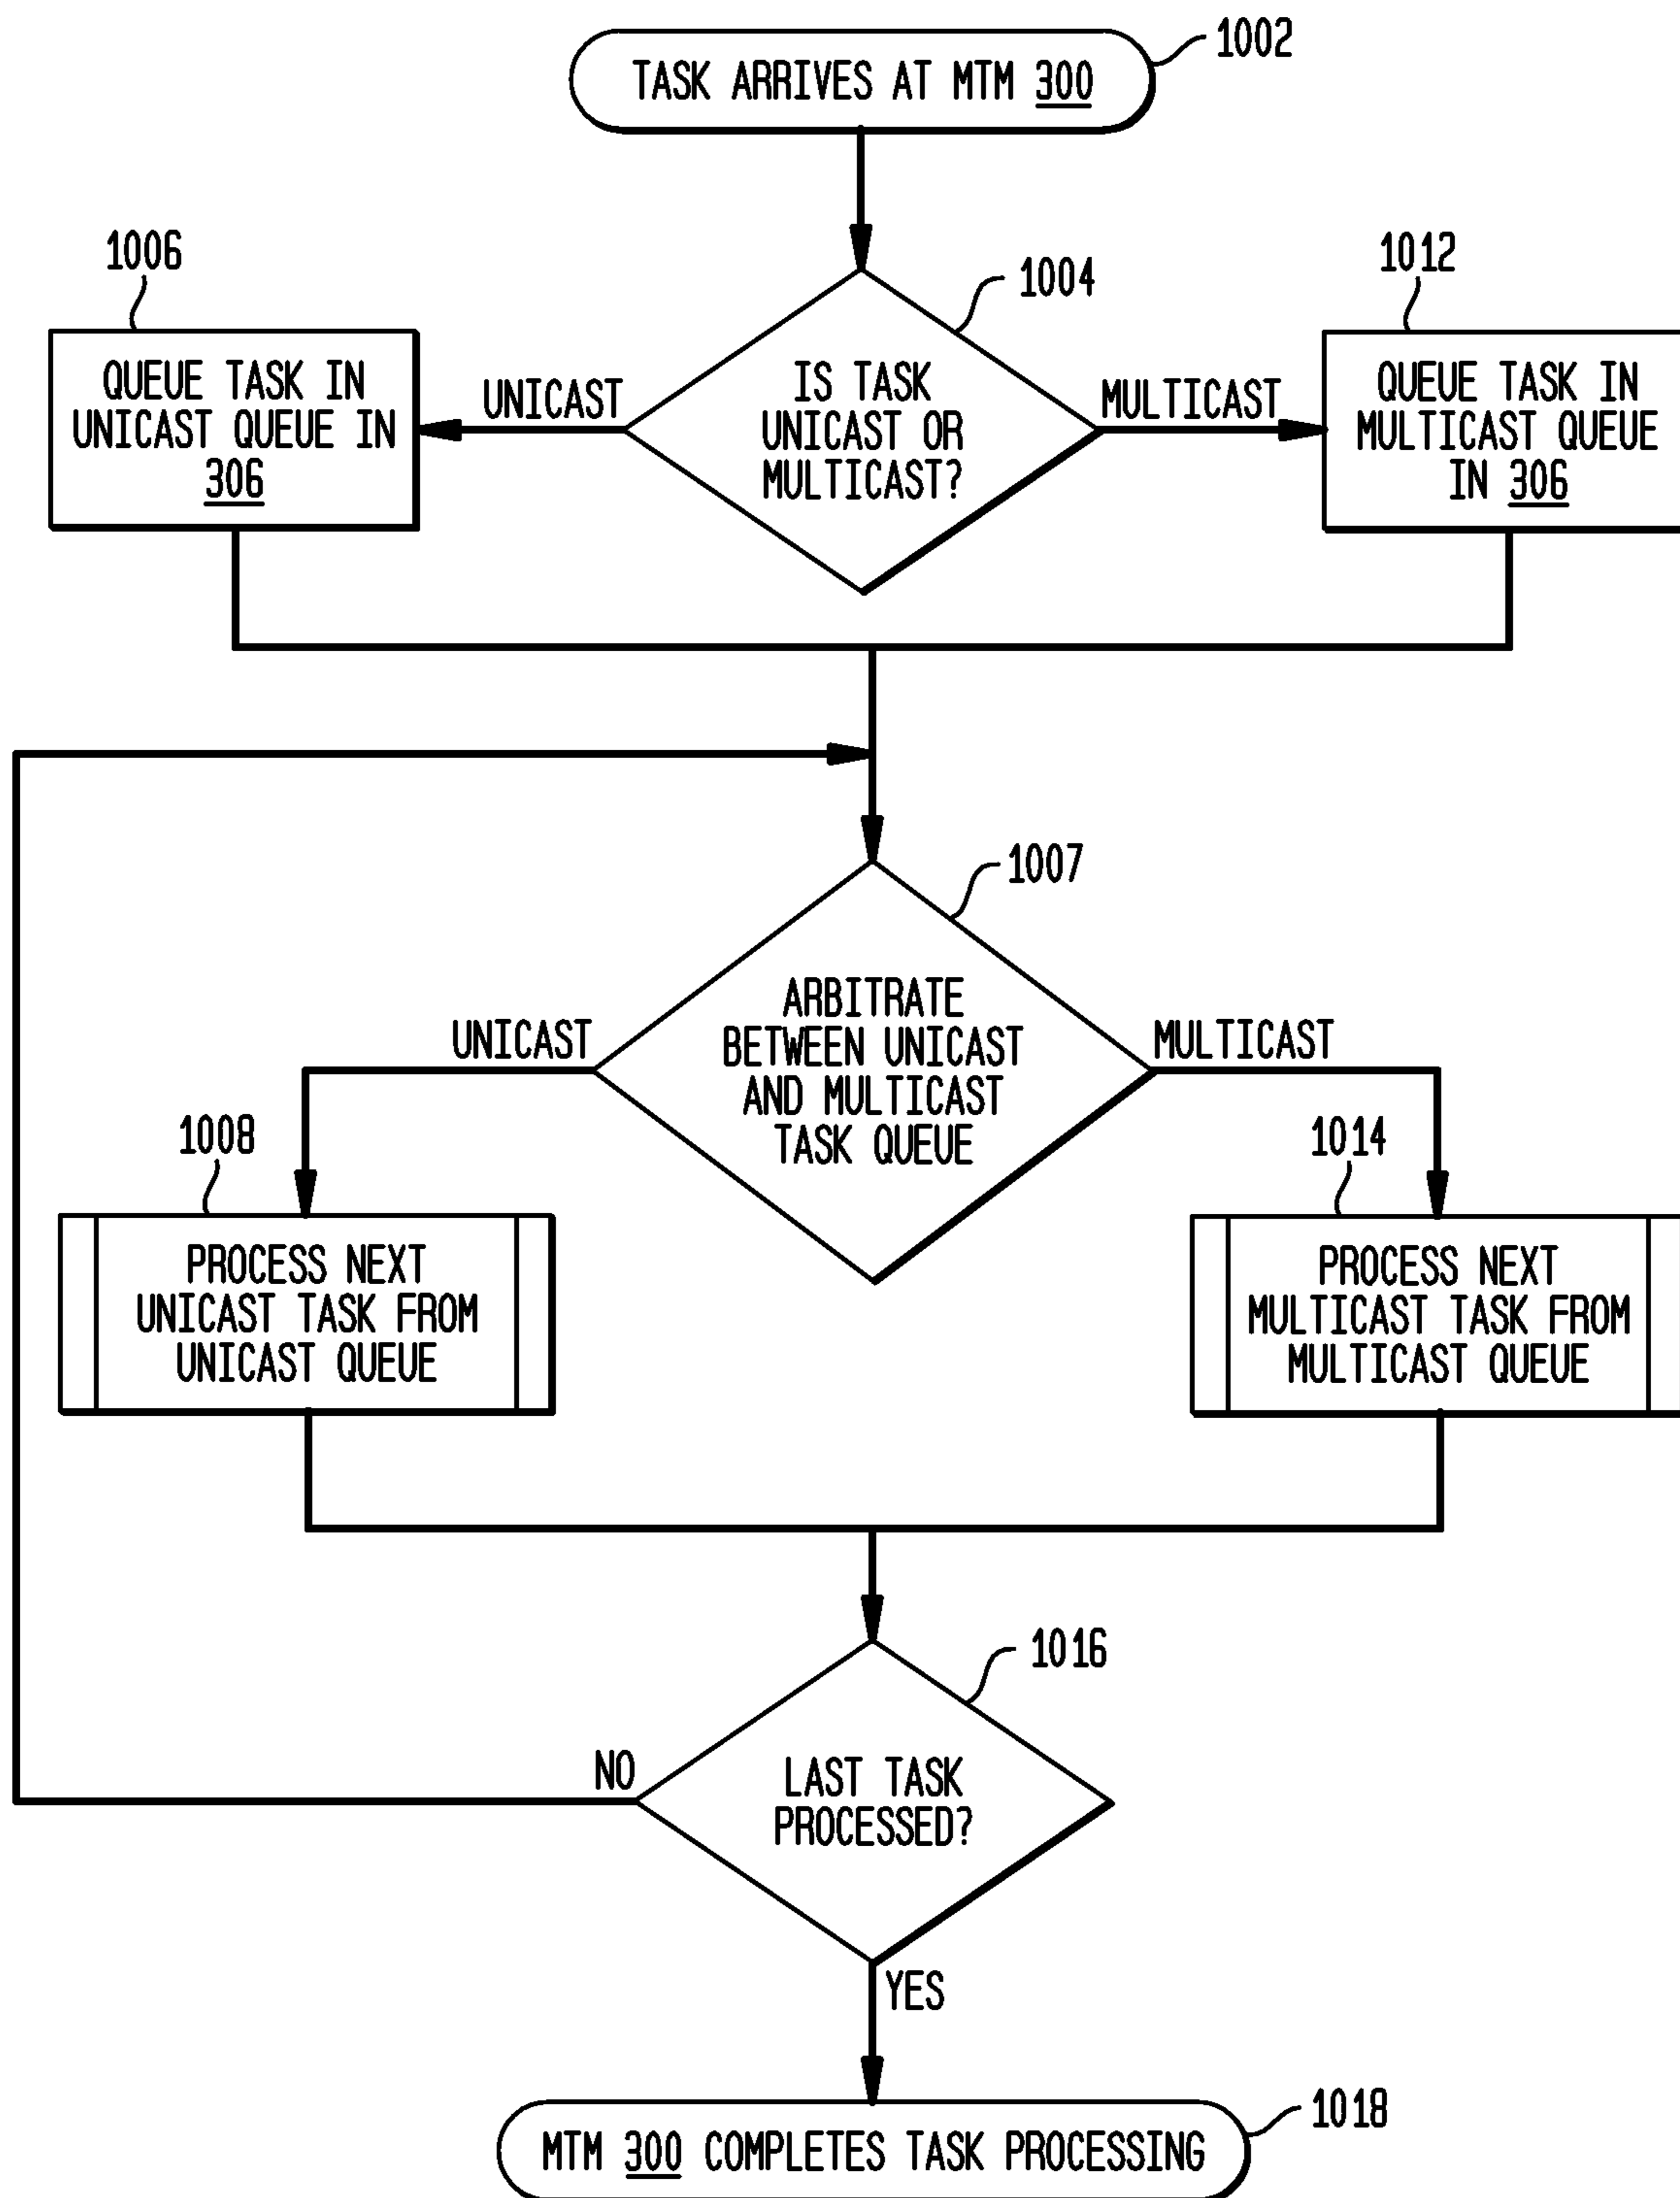 1002
TASK ARRIVES AT MTM 300
1006
1004
1012
QUEUE TASK IN
UNICAST QUEUE IN
306
UNICAST
IS TASK
UNICAST OR
MULTICAST?
MULTICAST
QUEUE TASK IN
MULTICAST QUEUE
IN 306
1007
ARBITRATE
BETWEEN UNICAST
AND MULTICAST
TASK QUEUE
UNICAST
MULTICAST
1008
1014
PROCESS NEXT
UNICAST TASK FROM
UNICAST QUEUE
PROCESS NEXT
MULTICAST TASK FROM
MULTICAST QUEUE
1016
NO
LAST TASK
PROCESSED?
YES
1018
MTM 300 COMPLETES TASK PROCESSING